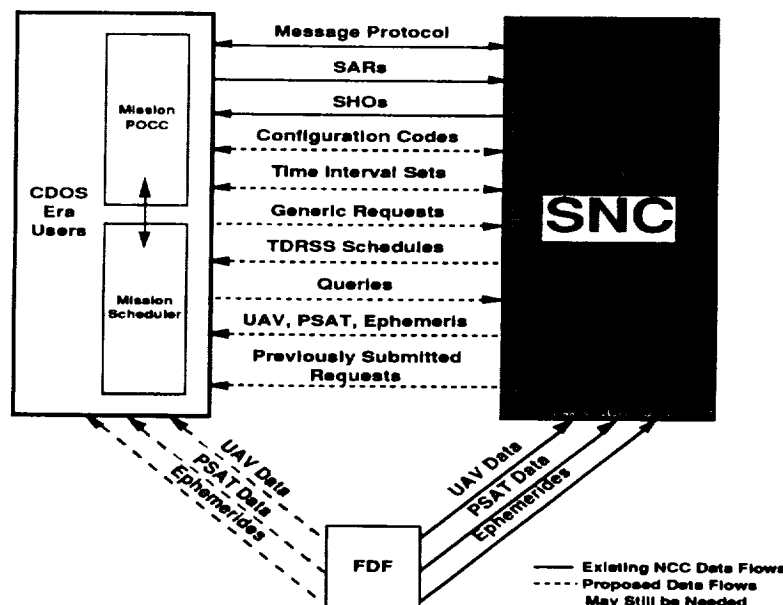 Message Protocol
SARs
SHOs
Configuration Codes
Time Interval Sets
Generic Requests
TDRSS Schedules
Queries
UAV, PSAT, Ephemeris
Previously Submitted
Requests
CDOS
Era
Users
Mission
POCC
Mission
Scheduler
SNC
UAV Data
PSAT Data
Ephemerides
UAV Data
PSAT Data
Ephemerides
FDF
Existing NCC Data Flows
Proposed Data Flows
May Still be Needed